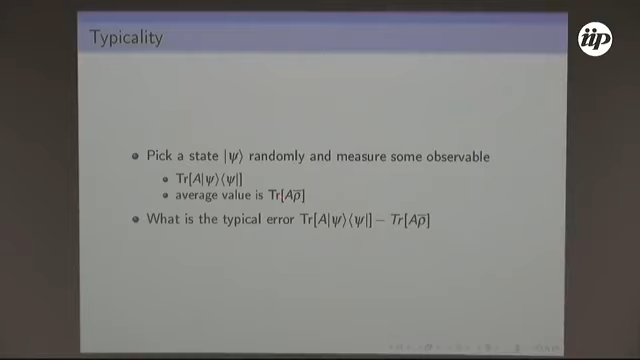 Typicality
iip
Pick a state |ψ⟩ randomly and measure some observable
Tr[A|ψ⟩⟨ψ|]
average value is Tr[Aρ̅]
What is the typical error Tr[A|ψ⟩⟨ψ|] − Tr[Aρ̅]